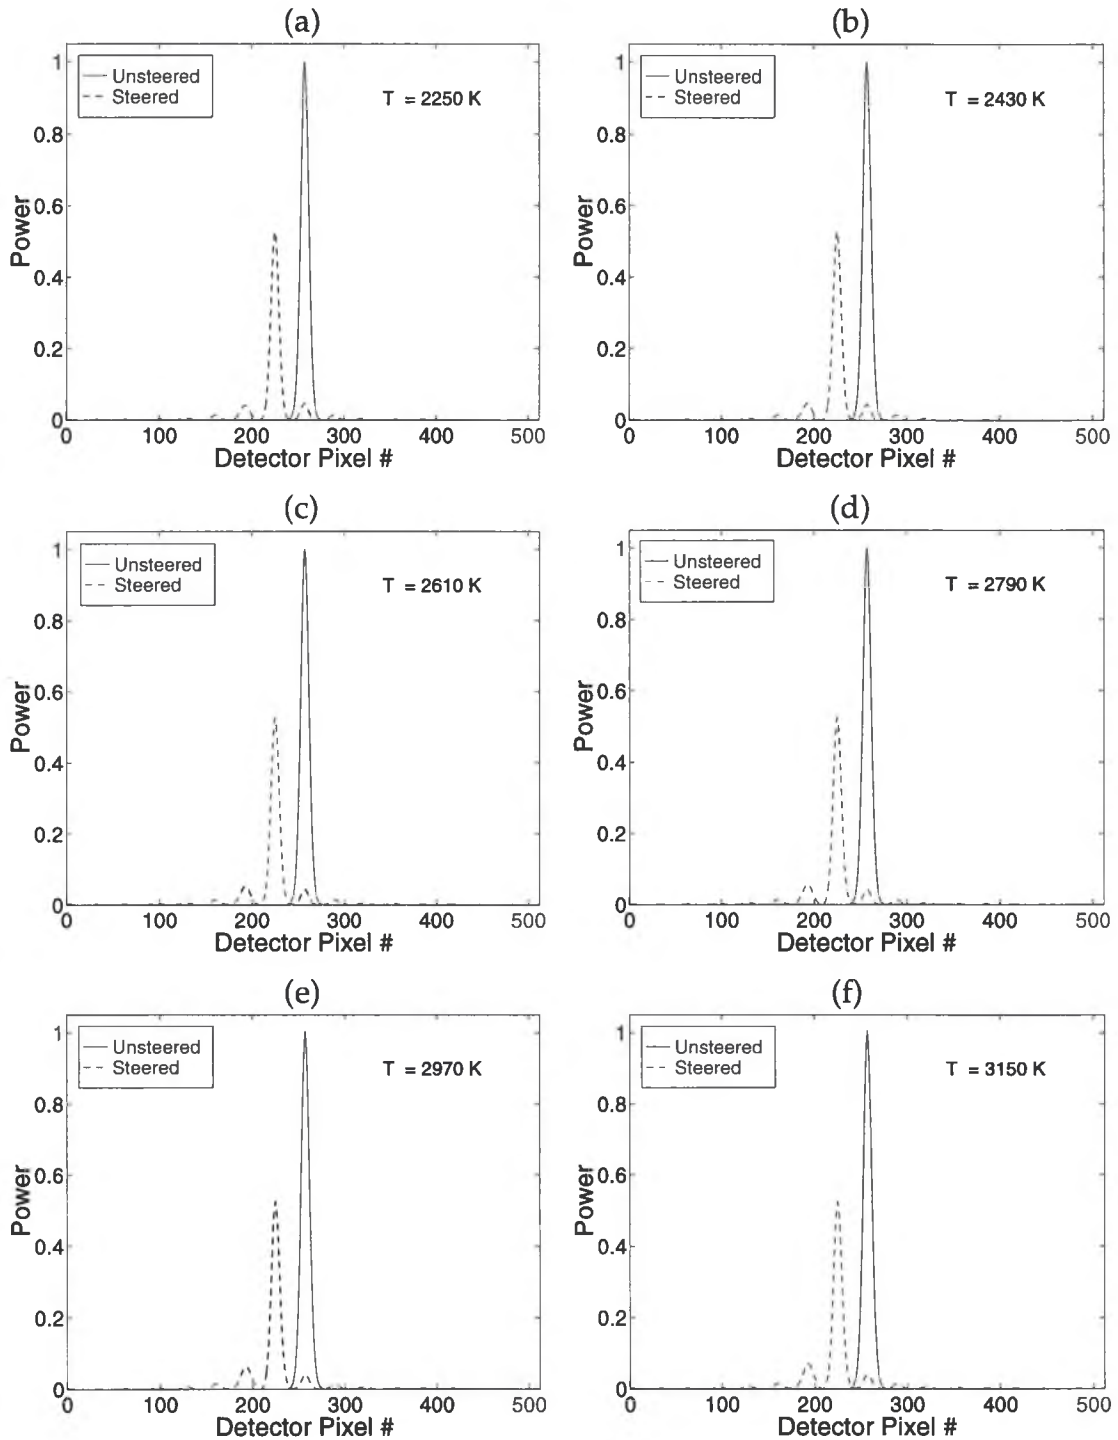 (a)
1
0.8
0.6
0.4
0.2
0
Power
Unsteered
Steered
T = 2250 K
0 100 200 300 400 500
Detector Pixel #
(b)
1
0.8
0.6
0.4
0.2
0
Power
Unsteered
Steered
T = 2430 K
0 100 200 300 400 500
Detector Pixel #
(c)
1
0.8
0.6
0.4
0.2
0
Power
Unsteered
Steered
T = 2610 K
0 100 200 300 400 500
Detector Pixel #
(d)
1
0.8
0.6
0.4
0.2
0
Power
Unsteered
Steered
T = 2790 K
0 100 200 300 400 500
Detector Pixel #
(e)
1
0.8
0.6
0.4
0.2
0
Power
Unsteered
Steered
T = 2970 K
0 100 200 300 400 500
Detector Pixel #
(f)
1
0.8
0.6
0.4
0.2
0
Power
Unsteered
Steered
T = 3150 K
0 100 200 300 400 500
Detector Pixel #